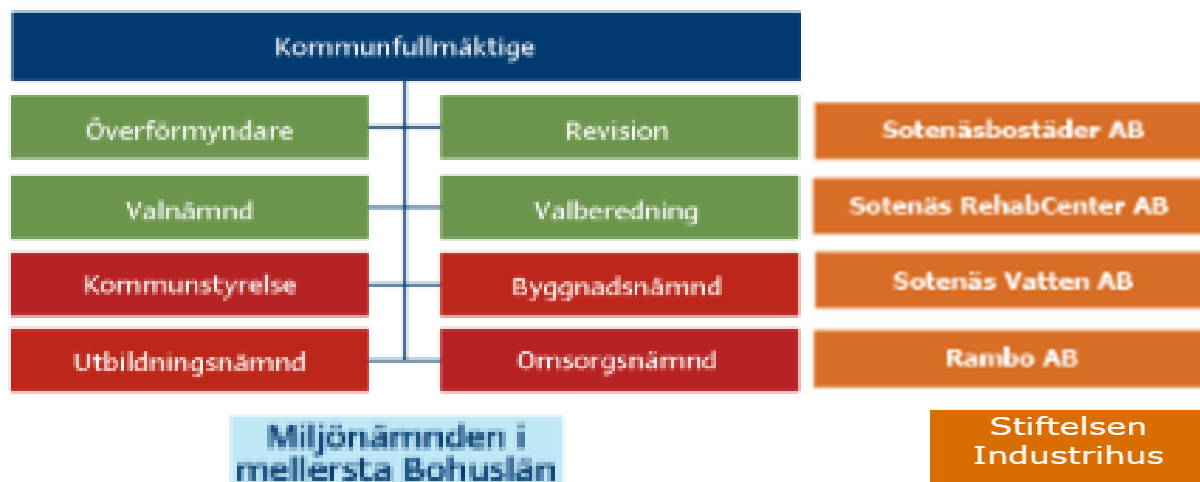 Kommunfullmäktige
Överförmyndare
Revision
Sotenäsbostäder AB
Valnämnd
Valberedning
Sotenäs RehabCenter AB
Kommunstyrelse
Byggnadsnämnd
Sotenäs Vatten AB
Utbildningsnämnd
Omsorgsnämnd
Rambo AB
Miljönämnden i
mellersta Bohuslän
Stiftelsen
Industrihus